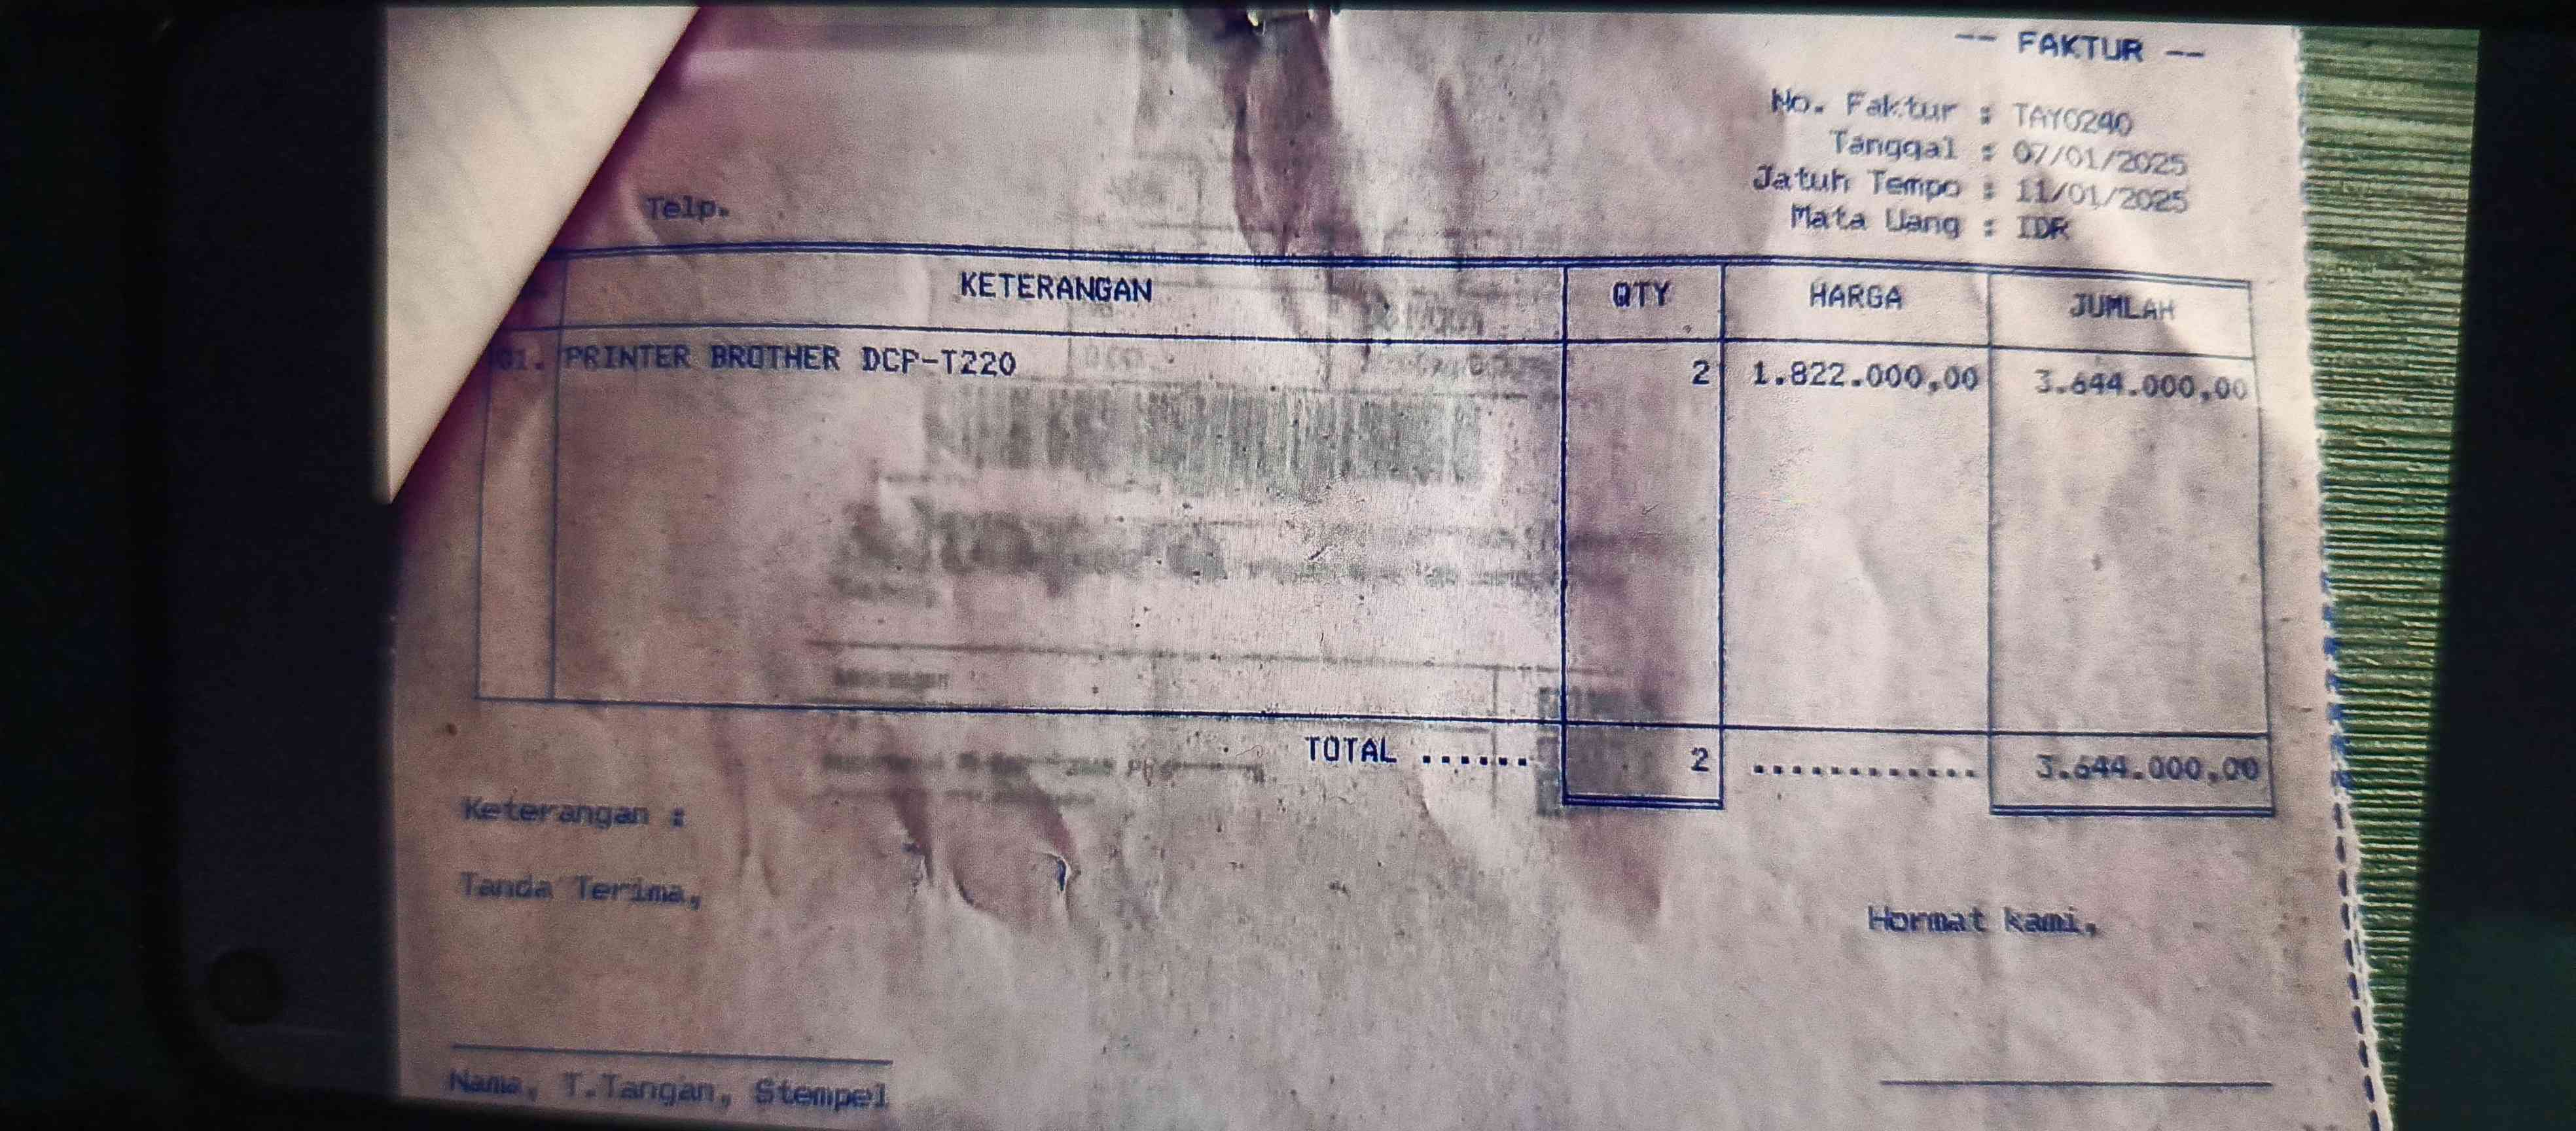 -- FAKTUR --
No. Faktur : TAY0240
Tanggal : 07/01/2025
Jatuh Tempo : 11/01/2025
Mata Uang : IDR
Telp.
KETERANGAN QTY HARGA JUMLAH
01. PRINTER BROTHER DCP-T220 2 1.822.000,00 3.644.000,00
TOTAL ...... 2 ............ 3.644.000,00
Keterangan :
Tanda Terima,
Hormat kami,
Nama, T.Tangan, Stempel